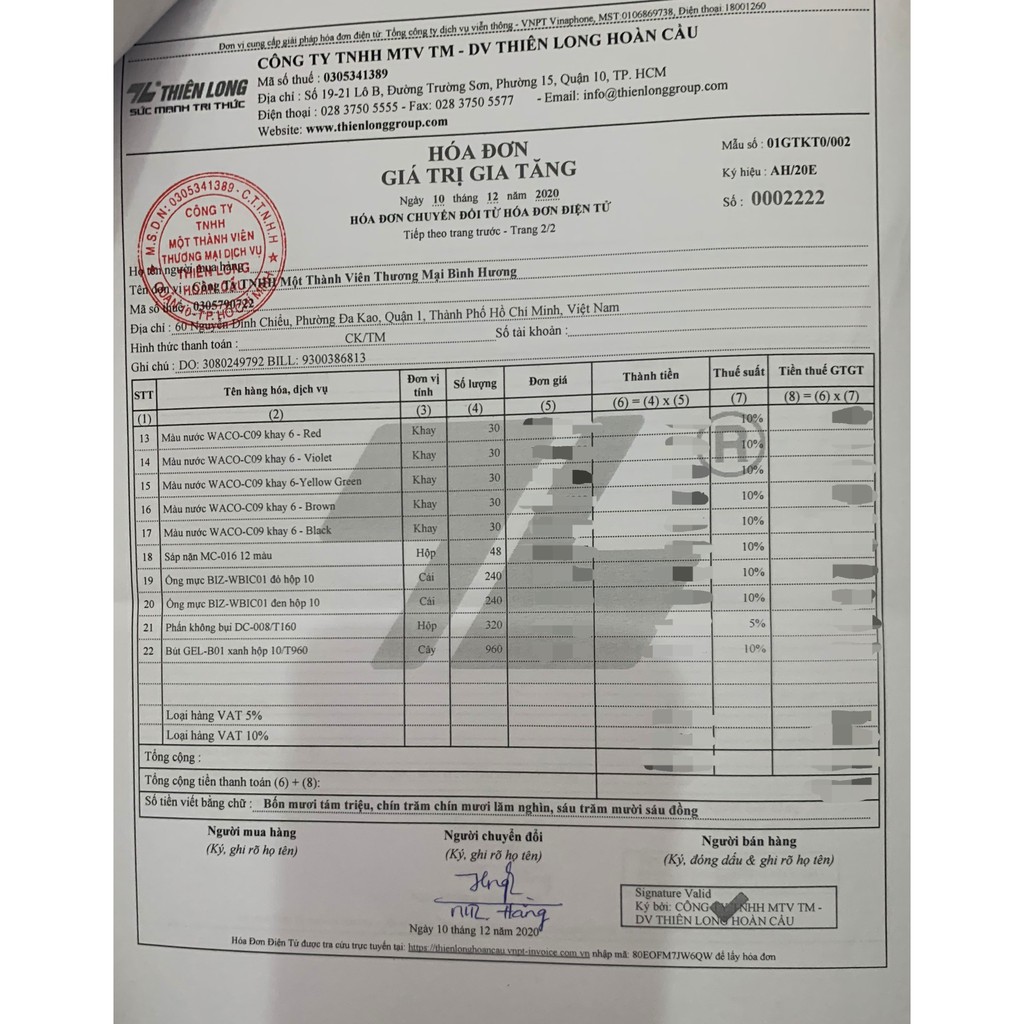 Đơn vị cung cấp giải pháp hóa đơn điện tử: Tổng công ty dịch vụ viễn thông - VNPT Vinaphone, MST:0106869738, Điện thoại:18001260
THIÊN LONG
SỨC MẠNH TRI THỨC
CÔNG TY TNHH MTV TM - DV THIÊN LONG HOÀN CẦU
Mã số thuế : 0305341389
Địa chỉ : Số 19-21 Lô B, Đường Trường Sơn, Phường 15, Quận 10, TP. HCM
Điện thoại : 028 3750 5555 - Fax: 028 3750 5577 - Email: info@thienlonggroup.com
Website: www.thienlonggroup.com
HÓA ĐƠN
GIÁ TRỊ GIA TĂNG
Ngày 10 tháng 12 năm 2020
HÓA ĐƠN CHUYỂN ĐỔI TỪ HÓA ĐƠN ĐIỆN TỬ
Tiếp theo trang trước - Trang 2/2
Mẫu số : 01GTKT0/002
Ký hiệu : AH/20E
Số : 0002222
M.S.D.N: 0305341389 - C.T.T.N.H.H
CÔNG TY
TNHH
MỘT THÀNH VIÊN
THƯƠNG MẠI DỊCH VỤ
THIÊN LONG
HOÀN CẦU
Họ tên người mua hàng
Tên đơn vị : Công Ty TNHH Một Thành Viên Thương Mại Bình Hương
Mã số thuế : 0305790722
Địa chỉ : 60 Nguyễn Đình Chiểu, Phường Đa Kao, Quận 1, Thành Phố Hồ Chí Minh, Việt Nam
Hình thức thanh toán : CK/TM Số tài khoản :
Ghi chú : DO: 3080249792 BILL: 9300386813
STT Tên hàng hóa, dịch vụ Đơn vị tính Số lượng Đơn giá Thành tiền Thuế suất Tiền thuế GTGT
(1) (2) (3) (4) (5) (6) = (4) x (5) (7) (8) = (6) x (7)
13 Màu nước WACO-C09 khay 6 - Red Khay 30 10%
14 Màu nước WACO-C09 khay 6 - Violet Khay 30 10%
15 Màu nước WACO-C09 khay 6-Yellow Green Khay 30 10%
16 Màu nước WACO-C09 khay 6 - Brown Khay 30 10%
17 Màu nước WACO-C09 khay 6 - Black Khay 30 10%
18 Sáp nặn MC-016 12 màu Hộp 48 10%
19 Ống mực BIZ-WBIC01 đỏ hộp 10 Cái 240 10%
20 Ống mực BIZ-WBIC01 đen hộp 10 Cái 240 10%
21 Phấn không bụi DC-008/T160 Hộp 320 5%
22 Bút GEL-B01 xanh hộp 10/T960 Cây 960 10%
Loại hàng VAT 5%
Loại hàng VAT 10%
Tổng cộng :
Tổng cộng tiền thanh toán (6) + (8):
Số tiền viết bằng chữ : Bốn mươi tám triệu, chín trăm chín mươi lăm nghìn, sáu trăm mười sáu đồng
Người mua hàng
(Ký, ghi rõ họ tên)
Người chuyển đổi
(Ký, ghi rõ họ tên)
Hằng
Ngày 10 tháng 12 năm 2020
Người bán hàng
(Ký, đóng dấu & ghi rõ họ tên)
Signature Valid
Ký bởi: CÔNG TY TNHH MTV TM -
DV THIÊN LONG HOÀN CẦU
Hóa Đơn Điện Tử được tra cứu trực tuyến tại: https://thienlonghoancau.vnpt-invoice.com.vn nhập mã: 80EOFM7JW6QW để lấy hóa đơn